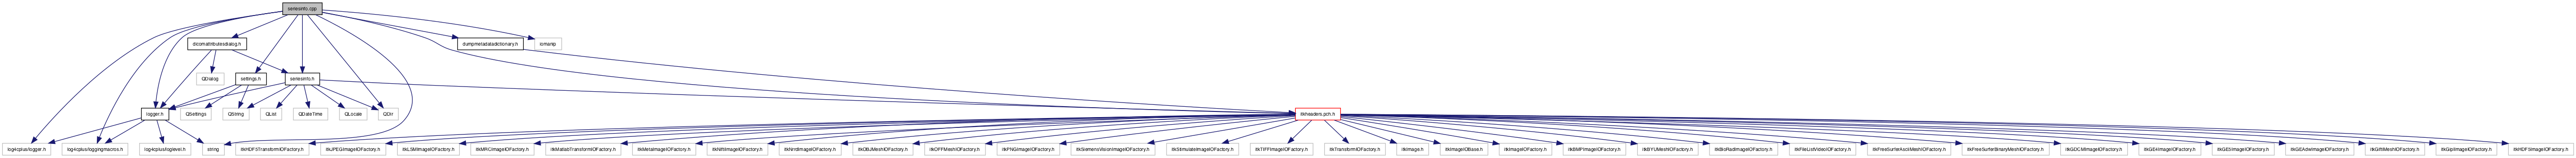 seriesinfo.cpp
dicomattributesdialog.h
dumpmetadatadictionary.h
iomanip
QDialog
settings.h
seriesinfo.h
logger.h
QSettings
QString
QList
QDateTime
QLocale
QDir
itkheaders.pch.h
log4cplus/logger.h
log4cplus/loggingmacros.h
log4cplus/loglevel.h
string
itkHDF5TransformIOFactory.h
itkJPEGImageIOFactory.h
itkLSMImageIOFactory.h
itkMRCImageIOFactory.h
itkMatlabTransformIOFactory.h
itkMetaImageIOFactory.h
itkNiftiImageIOFactory.h
itkNrrdImageIOFactory.h
itkOBJMeshIOFactory.h
itkOFFMeshIOFactory.h
itkPNGImageIOFactory.h
itkSiemensVisionImageIOFactory.h
itkStimulateImageIOFactory.h
itkTIFFImageIOFactory.h
itkTransformIOFactory.h
itkImage.h
itkImageIOBase.h
itkImageIOFactory.h
itkBMPImageIOFactory.h
itkBYUMeshIOFactory.h
itkBioRadImageIOFactory.h
itkFileListVideoIOFactory.h
itkFreeSurferAsciiMeshIOFactory.h
itkFreeSurferBinaryMeshIOFactory.h
itkGDCMImageIOFactory.h
itkGE4ImageIOFactory.h
itkGE5ImageIOFactory.h
itkGEAdwImageIOFactory.h
itkGiftiMeshIOFactory.h
itkGiplImageIOFactory.h
itkHDFSImageIOFactory.h